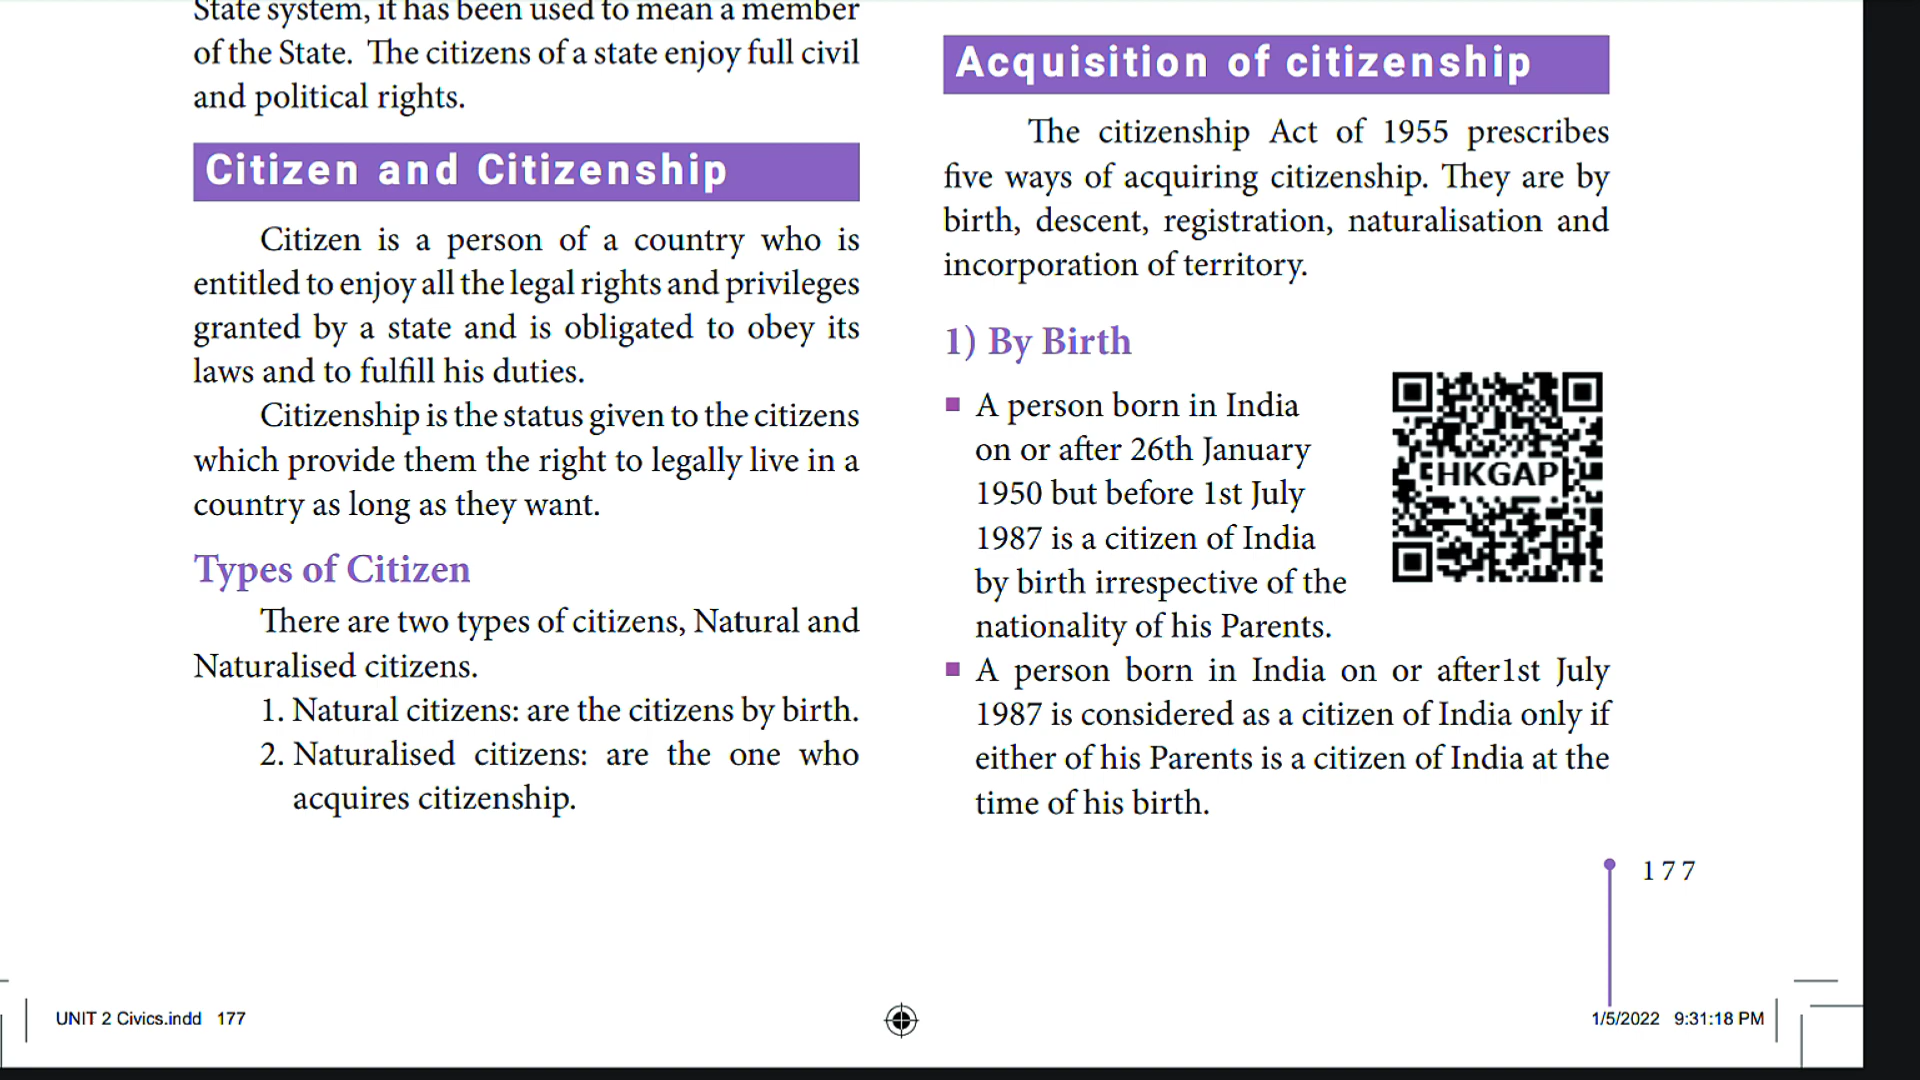 State system, it has been used to mean a member
of the State. The citizens of a state enjoy full civil
and political rights.
Citizen and Citizenship
Citizen is a person of a country who is
entitled to enjoy all the legal rights and privileges
granted by a state and is obligated to obey its
laws and to fulfill his duties.
Citizenship is the status given to the citizens
which provide them the right to legally live in a
country as long as they want.
Types of Citizen
There are two types of citizens, Natural and
Naturalised citizens.
1. Natural citizens: are the citizens by birth.
2. Naturalised citizens: are the one who
acquires citizenship.
Acquisition of citizenship
The citizenship Act of 1955 prescribes
five ways of acquiring citizenship. They are by
birth, descent, registration, naturalisation and
incorporation of territory.
1) By Birth
A person born in India
on or after 26th January
1950 but before 1st July
1987 is a citizen of India
by birth irrespective of the
nationality of his Parents.
HKGAP
A person born in India on or after1st July
1987 is considered as a citizen of India only if
either of his Parents is a citizen of India at the
time of his birth.
177
UNIT 2 Civics.indd 177
1/5/2022 9:31:18 PM